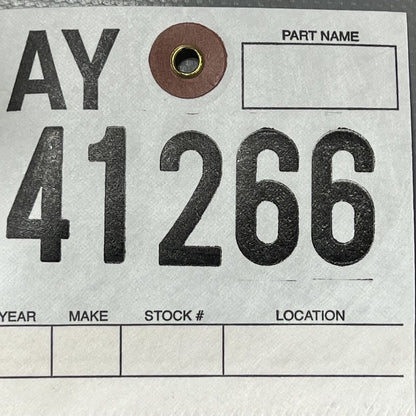 AY
PART NAME
41266
YEAR MAKE STOCK # LOCATION